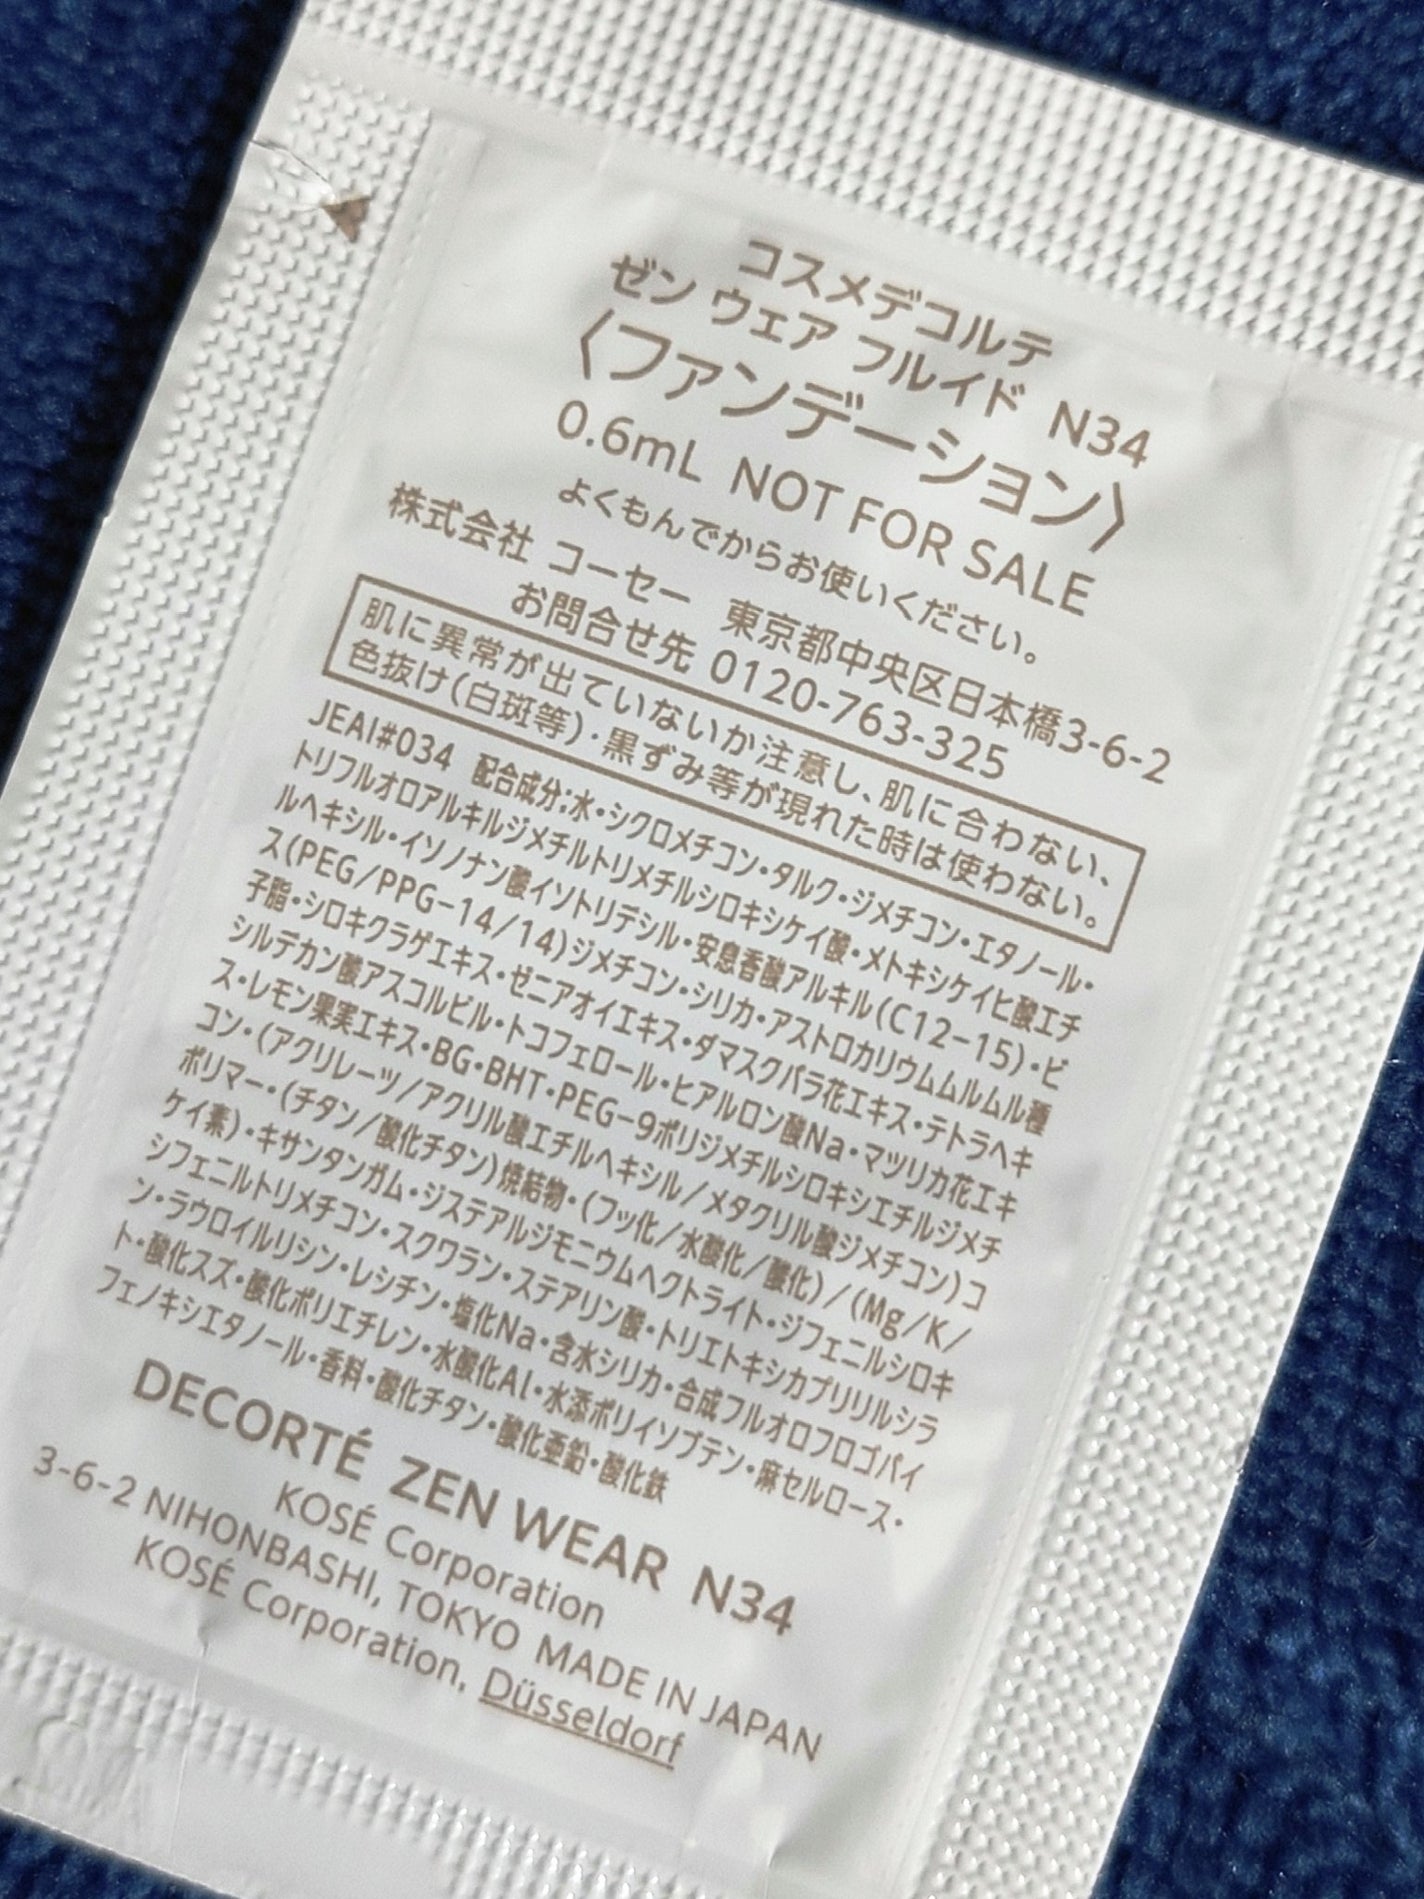 コスメデコルテ
ゼン ウェア フルイド N34
〈ファンデーション〉
0.6mL NOT FOR SALE
よくもんでからお使いください。
株式会社 コーセー 東京都中央区日本橋3-6-2
お問合せ先 0120-763-325
肌に異常が出ていないか注意し、肌に合わない、
色抜け(白斑等)・黒ずみ等が現れた時は使わない。
JEAI#034 配合成分:水・シクロメチコン・タルク・ジメチコン・エタノール・
トリフルオロアルキルジメチルトリメチルシロキシケイ酸・メトキシケイヒ酸エチ
ルヘキシル・イソノナン酸イソトリデシル・安息香酸アルキル(C12-15)・ビ
ス(PEG/PPG-14/14)ジメチコン・シリカ・アストロカリウムムルムル種
子脂・シロキクラゲエキス・ゼニアオイエキス・ダマスクバラ花エキス・テトラヘキ
シルデカン酸アスコルビル・トコフェロール・ヒアルロン酸Na・マツリカ花エキ
ス・レモン果実エキス・BG・BHT・PEG-9ポリジメチルシロキシエチルジメチ
コン・(アクリレーツ/アクリル酸エチルヘキシル/メタクリル酸ジメチコン)コ
ポリマー・(チタン/酸化チタン)焼結物・(フッ化/水酸化/酸化)/(Mg/K/
ケイ素)・キサンタンガム・ジステアルジモニウムヘクトライト・ジフェニルシロキ
シフェニルトリメチコン・スクワラン・ステアリン酸・トリエトキシカプリリルシラ
ン・ラウロイルリシン・レシチン・塩化Na・含水シリカ・合成フルオロフロゴパイ
ト・酸化スズ・酸化ポリエチレン・水酸化Al・水添ポリイソブテン・麻セルロース・
フェノキシエタノール・香料・酸化チタン・酸化亜鉛・酸化鉄
DECORTÉ ZEN WEAR N34
KOSÉ Corporation
3-6-2 NIHONBASHI, TOKYO MADE IN JAPAN
KOSÉ Corporation, Düsseldorf